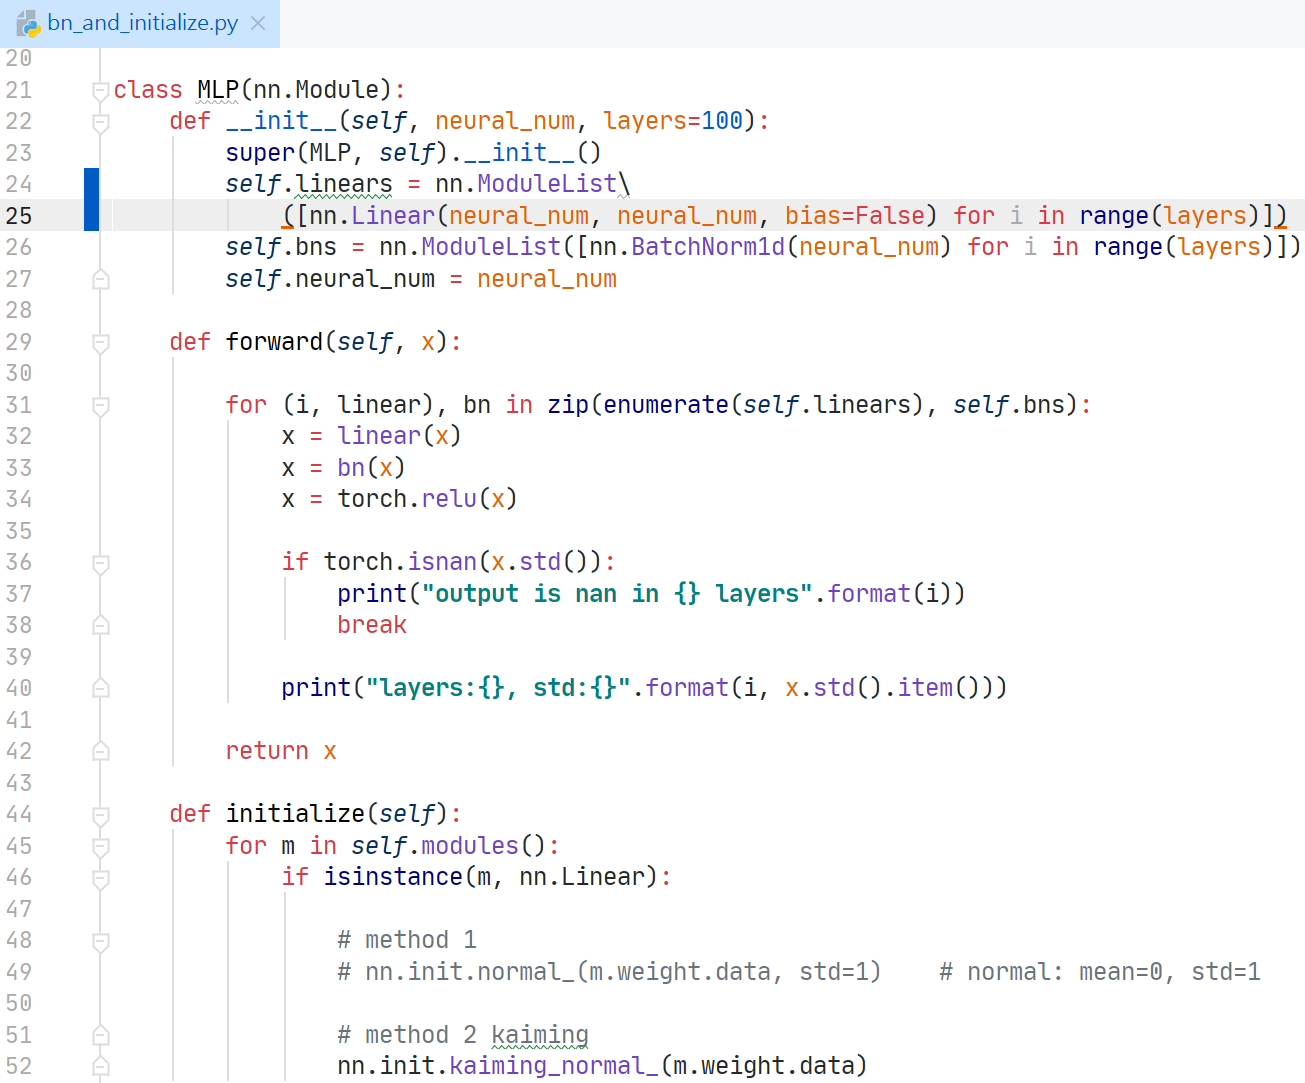 bn_and_initialize.py
20
21 class MLP(nn.Module):
22     def __init__(self, neural_num, layers=100):
23         super(MLP, self).__init__()
24         self.linears = nn.ModuleList\
25             ([nn.Linear(neural_num, neural_num, bias=False) for i in range(layers)])
26         self.bns = nn.ModuleList([nn.BatchNorm1d(neural_num) for i in range(layers)])
27         self.neural_num = neural_num
28
29     def forward(self, x):
30
31         for (i, linear), bn in zip(enumerate(self.linears), self.bns):
32             x = linear(x)
33             x = bn(x)
34             x = torch.relu(x)
35
36             if torch.isnan(x.std()):
37                 print("output is nan in {} layers".format(i))
38                 break
39
40             print("layers:{}, std:{}".format(i, x.std().item()))
41
42         return x
43
44     def initialize(self):
45         for m in self.modules():
46             if isinstance(m, nn.Linear):
47
48                 # method 1
49                 # nn.init.normal_(m.weight.data, std=1)    # normal: mean=0, std=1
50
51                 # method 2 kaiming
52                 nn.init.kaiming_normal_(m.weight.data)